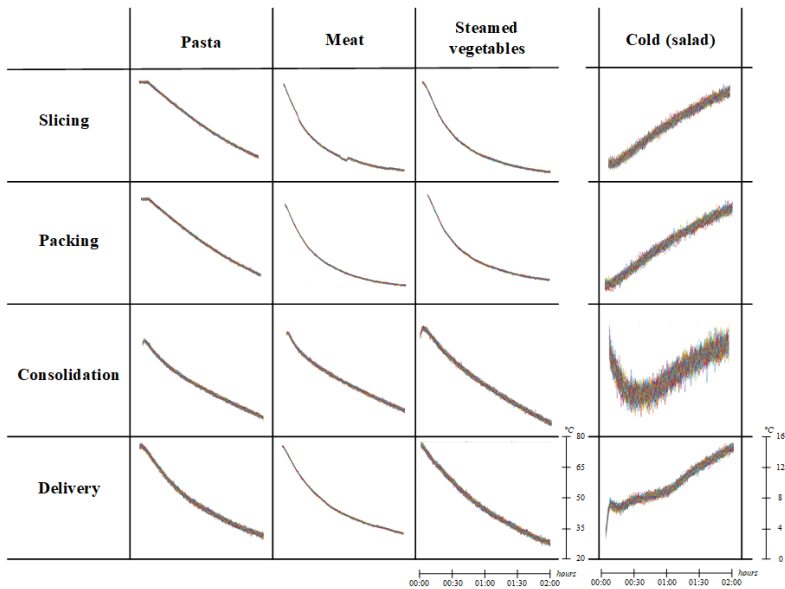 Pasta
Meat
Steamed
vegetables
Cold (salad)
Slicing
Packing
Consolidation
Delivery
°C
80
65
50
35
20
°C
16
12
8
4
0
hours
00:00 00:30 01:00 01:30 02:00
hours
00:00 00:30 01:00 01:30 02:00